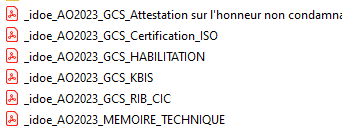 _idoe_AO2023_GCS_Attestation sur l'honneur non condamna
_idoe_AO2023_GCS_Certification_ISO
_idoe_AO2023_GCS_HABILITATION
_idoe_AO2023_GCS_KBIS
_idoe_AO2023_GCS_RIB_CIC
_idoe_AO2023_MEMOIRE_TECHNIQUE